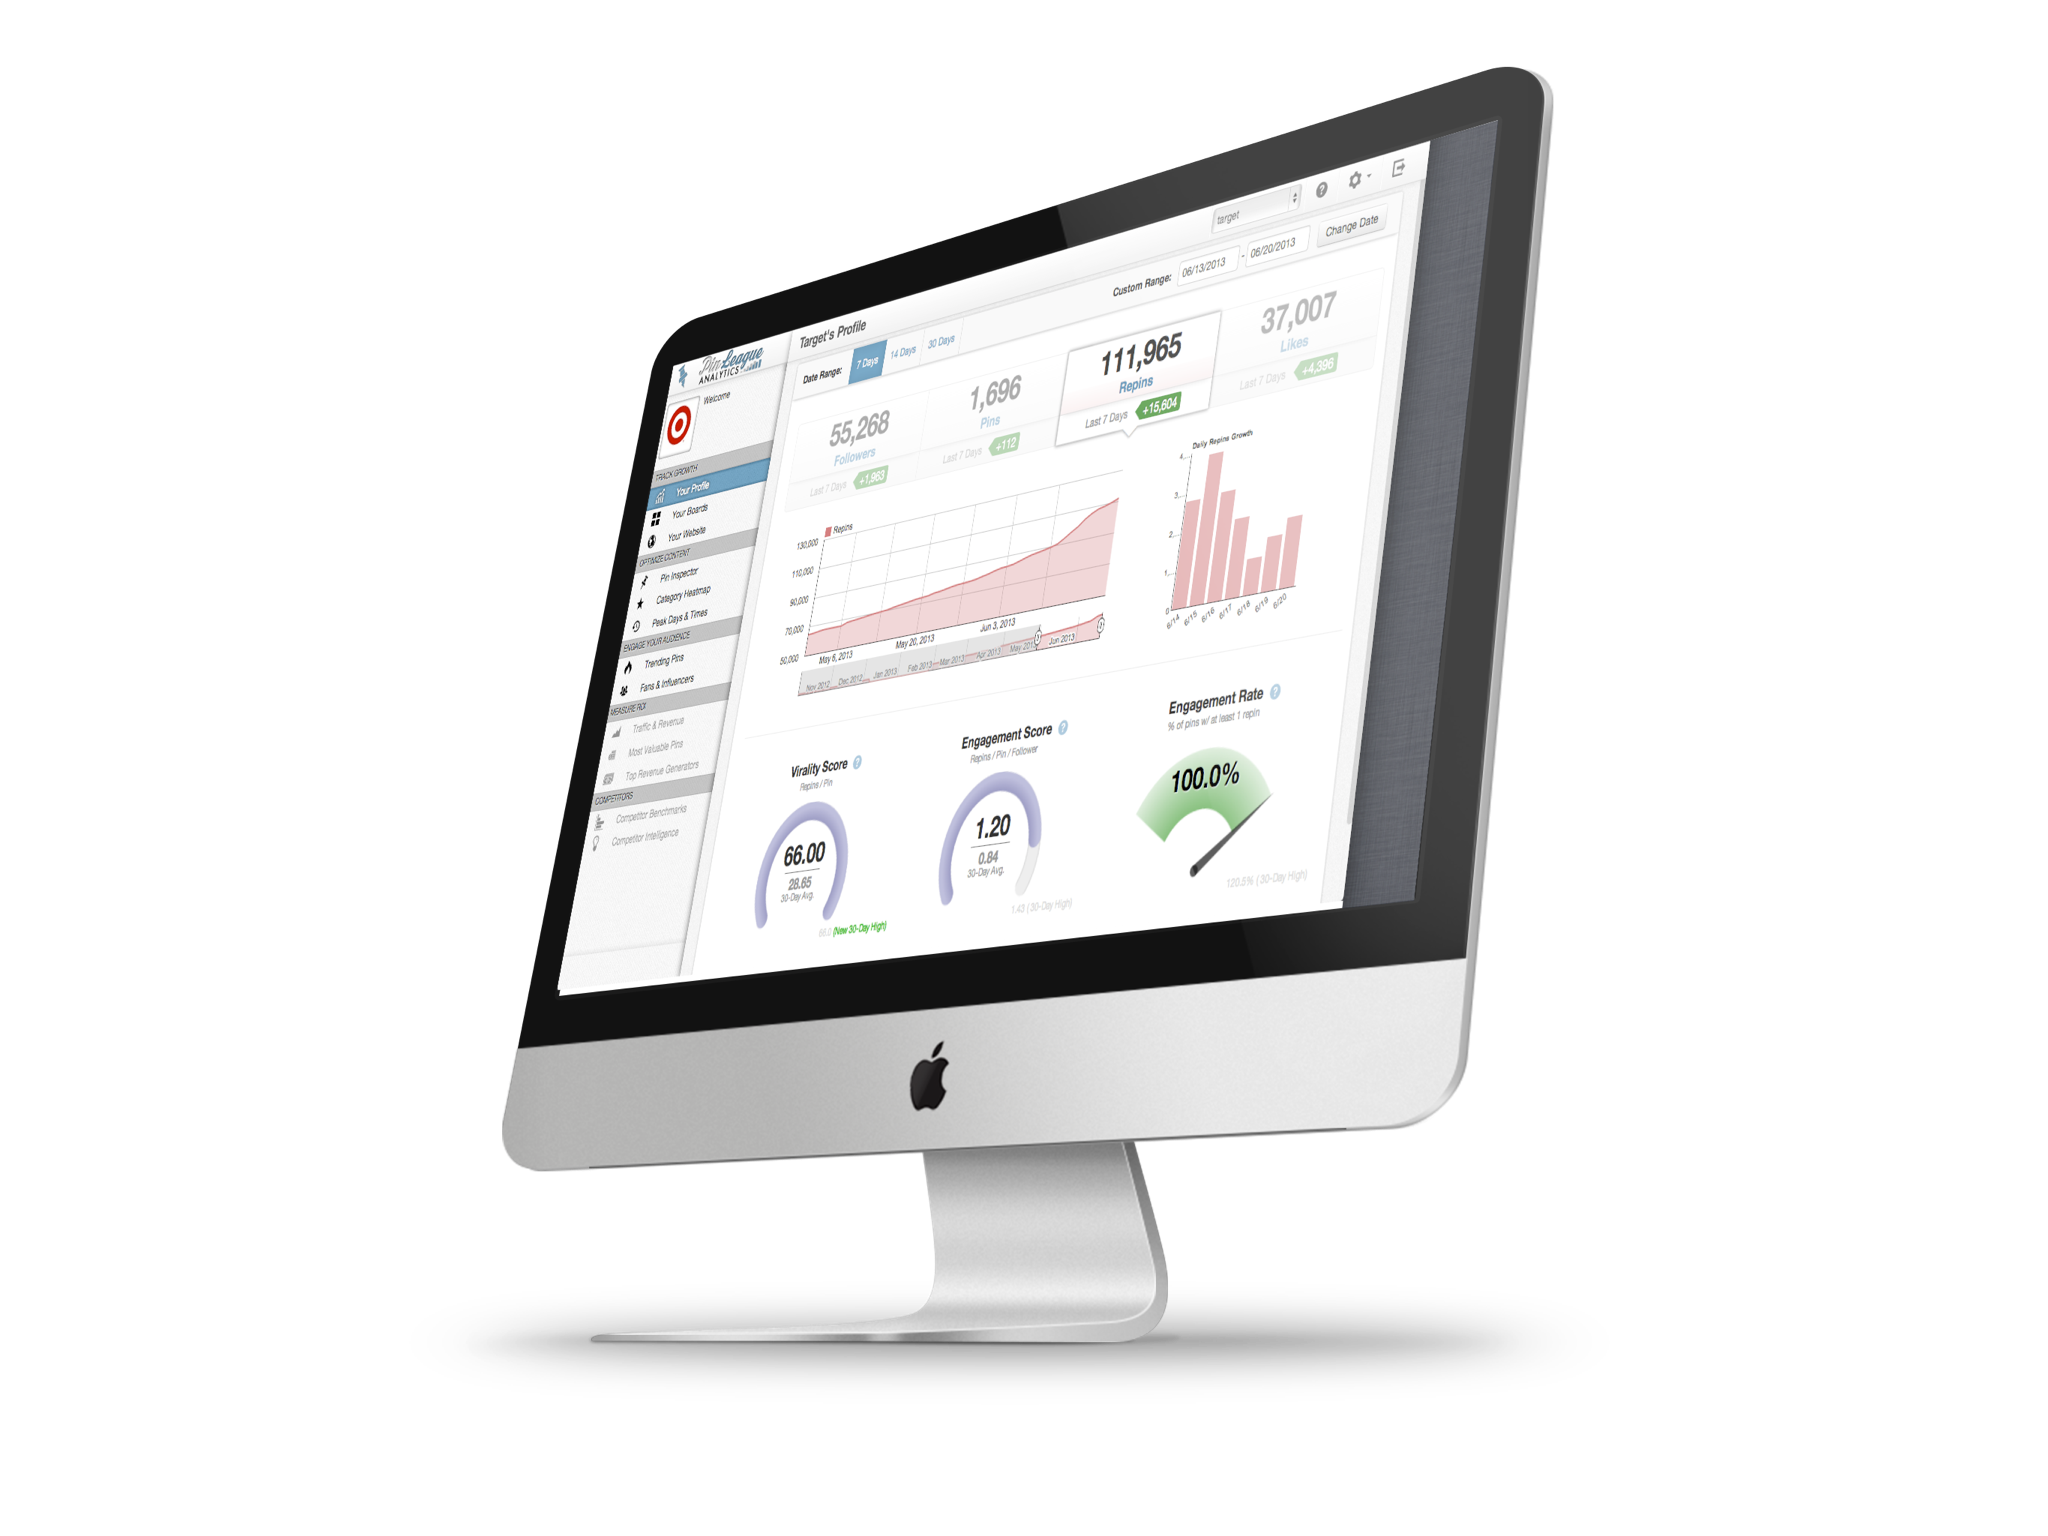 Pin League
ANALYTICS
Welcome
TRACK GROWTH
Your Profile
Your Boards
Your Website
OPTIMIZE CONTENT
Pin Inspector
Category Heatmap
Peak Days & Times
ENGAGE YOUR AUDIENCE
Trending Pins
Fans & Influencers
MEASURE ROI
Traffic & Revenue
Most Valuable Pins
Top Revenue Generators
COMPETITORS
Competitor Benchmarks
Competitor Intelligence
Target's Profile
target
Date Range: 7 Days 14 Days 30 Days
Custom Range: 06/13/2013 - 06/20/2013 Change Date
55,268
Followers
Last 7 Days +1,963
1,696
Pins
Last 7 Days +112
111,965
Repins
Last 7 Days +15,604
37,007
Likes
Last 7 Days +4,396
Repins
130,000
110,000
90,000
70,000
50,000
May 6, 2013 May 20, 2013 Jun 3, 2013
Nov 2012 Dec 2012 Jan 2013 Feb 2013 Mar 2013 Apr 2013 May 2013 Jun 2013
Daily Repins Growth
4,...
3,...
2,...
1,...
0
6/14 6/15 6/16 6/17 6/18 6/19 6/20
Virality Score ?
Repins / Pin
66.00
28.65
30-Day Avg.
66.0 (New 30-Day High)
Engagement Score ?
Repins / Pin / Follower
1.20
0.84
30-Day Avg.
1.43 (30-Day High)
Engagement Rate ?
% of pins w/ at least 1 repin
100.0%
120.5% (30-Day High)